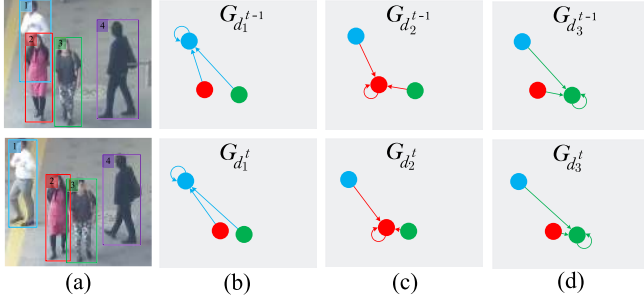 1 2 3 4
G_{d_1^{t-1}} G_{d_2^{t-1}} G_{d_3^{t-1}}
1 2 3 4
G_{d_1^t} G_{d_2^t} G_{d_3^t}
(a) (b) (c) (d)